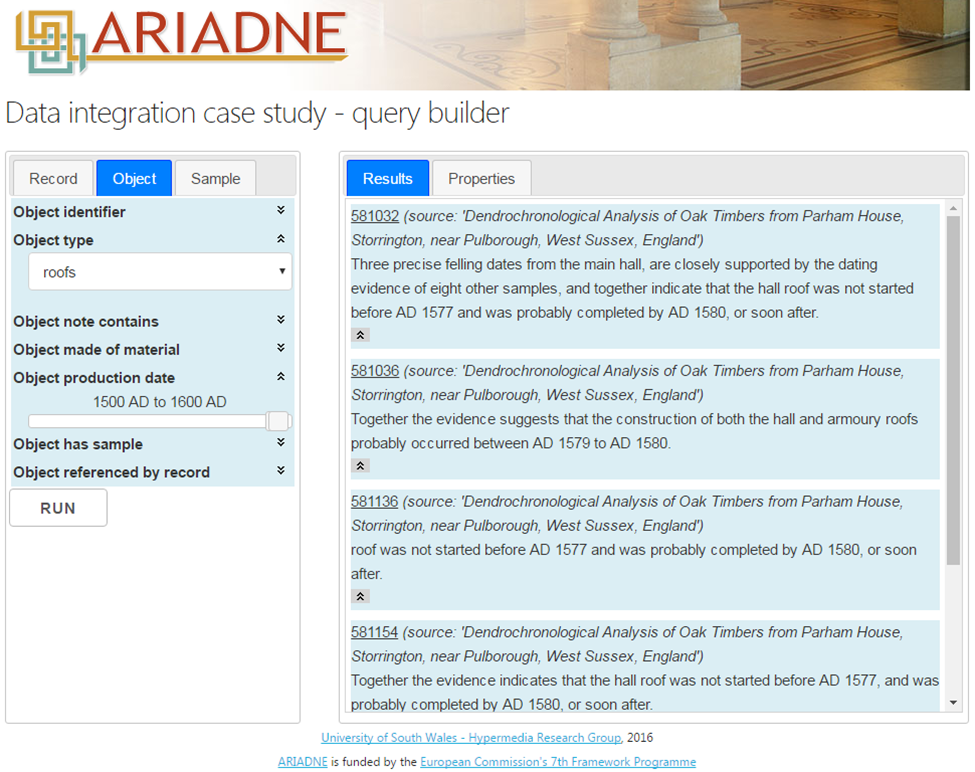 ARIADNE
Data integration case study - query builder
Record
Object
Sample
Object identifier
Object type
roofs
Object note contains
Object made of material
Object production date
1500 AD to 1600 AD
Object has sample
Object referenced by record
RUN
Results
Properties
581032 (source: 'Dendrochronological Analysis of Oak Timbers from Parham House,
Storrington, near Pulborough, West Sussex, England')
Three precise felling dates from the main hall, are closely supported by the dating
evidence of eight other samples, and together indicate that the hall roof was not started
before AD 1577 and was probably completed by AD 1580, or soon after.
581036 (source: 'Dendrochronological Analysis of Oak Timbers from Parham House,
Storrington, near Pulborough, West Sussex, England')
Together the evidence suggests that the construction of both the hall and armoury roofs
probably occurred between AD 1579 to AD 1580.
581136 (source: 'Dendrochronological Analysis of Oak Timbers from Parham House,
Storrington, near Pulborough, West Sussex, England')
roof was not started before AD 1577 and was probably completed by AD 1580, or soon
after.
581154 (source: 'Dendrochronological Analysis of Oak Timbers from Parham House,
Storrington, near Pulborough, West Sussex, England')
Together the evidence indicates that the hall roof was not started before AD 1577, and was
probably completed by AD 1580, or soon after.
University of South Wales - Hypermedia Research Group, 2016
ARIADNE is funded by the European Commission's 7th Framework Programme